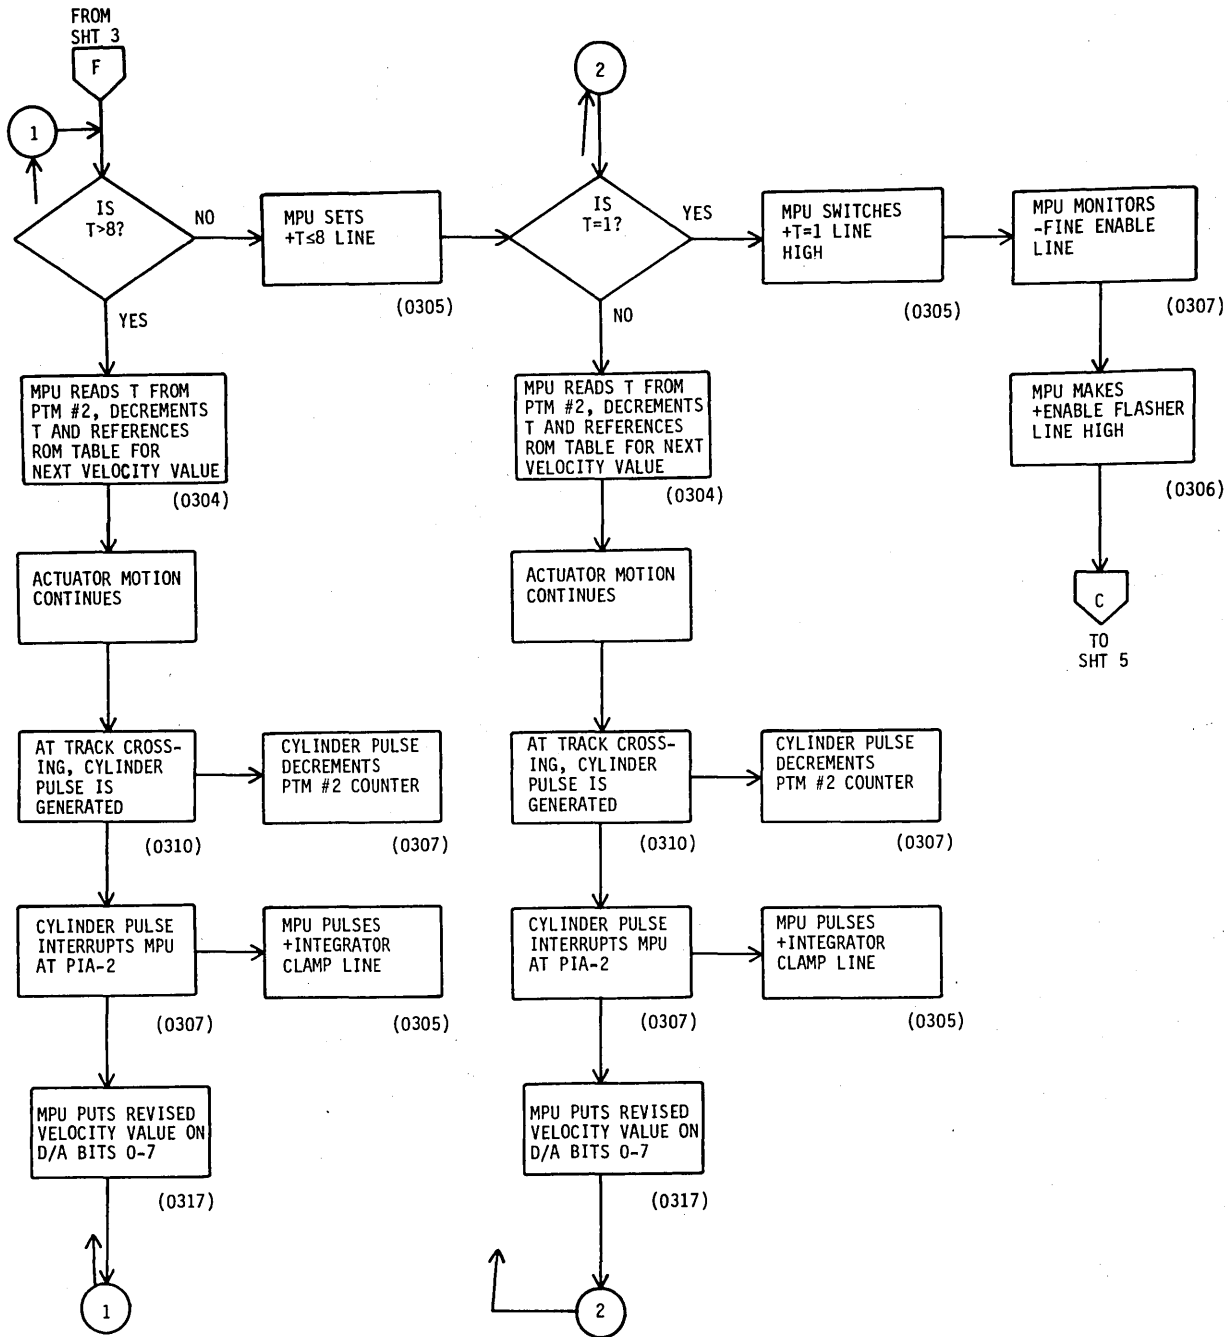 FROM
SHT 3
F
1
IS
T>8?
NO
YES
MPU SETS
+T≤8 LINE
(0305)
2
IS
T=1?
YES
NO
MPU SWITCHES
+T=1 LINE
HIGH
(0305)
MPU MONITORS
-FINE ENABLE
LINE
(0307)
MPU MAKES
+ENABLE FLASHER
LINE HIGH
(0306)
C
TO
SHT 5
MPU READS T FROM
PTM #2, DECREMENTS
T AND REFERENCES
ROM TABLE FOR
NEXT VELOCITY VALUE
(0304)
ACTUATOR MOTION
CONTINUES
AT TRACK CROSS-
ING, CYLINDER
PULSE IS
GENERATED
(0310)
CYLINDER PULSE
DECREMENTS
PTM #2 COUNTER
(0307)
CYLINDER PULSE
INTERRUPTS MPU
AT PIA-2
(0307)
MPU PULSES
+INTEGRATOR
CLAMP LINE
(0305)
MPU PUTS REVISED
VELOCITY VALUE ON
D/A BITS 0-7
(0317)
1
MPU READS T FROM
PTM #2, DECREMENTS
T AND REFERENCES
ROM TABLE FOR NEXT
VELOCITY VALUE
(0304)
ACTUATOR MOTION
CONTINUES
AT TRACK CROSS-
ING, CYLINDER
PULSE IS
GENERATED
(0310)
CYLINDER PULSE
DECREMENTS
PTM #2 COUNTER
(0307)
CYLINDER PULSE
INTERRUPTS MPU
AT PIA-2
(0307)
MPU PULSES
+INTEGRATOR
CLAMP LINE
(0305)
MPU PUTS REVISED
VELOCITY VALUE ON
D/A BITS 0-7
(0317)
2